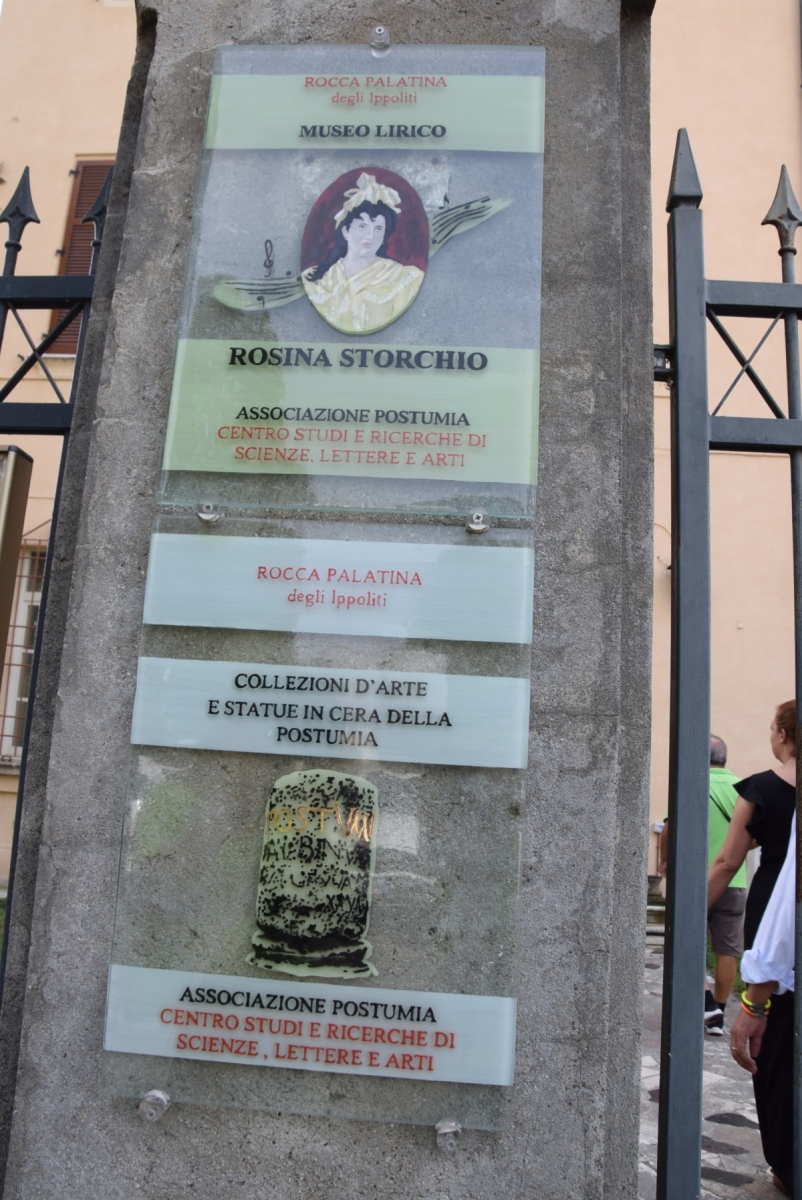 ROCCA PALATINA
degli Ippoliti
MUSEO LIRICO
ROSINA STORCHIO
ASSOCIAZIONE POSTUMIA
CENTRO STUDI E RICERCHE DI
SCIENZE, LETTERE E ARTI
ROCCA PALATINA
degli Ippoliti
COLLEZIONI D'ARTE
E STATUE IN CERA DELLA
POSTUMIA
ASSOCIAZIONE POSTUMIA
CENTRO STUDI E RICERCHE DI
SCIENZE, LETTERE E ARTI